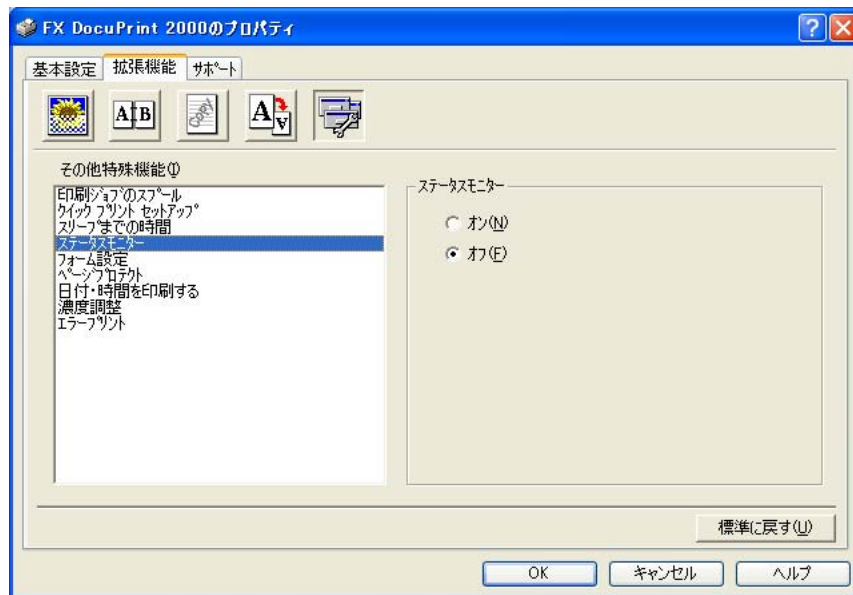 FX DocuPrint 2000のプロパティ
基本設定 拡張機能 サポート
A B COPY A A
その他特殊機能(I)
印刷ジョブのスプール
クイック プリント セットアップ
スリープまでの時間
ステータスモニター
フォーム設定
ページプロテクト
日付・時間を印刷する
濃度調整
エラープリント
ステータスモニター
オン(N)
オフ(F)
標準に戻す(U)
OK キャンセル ヘルプ